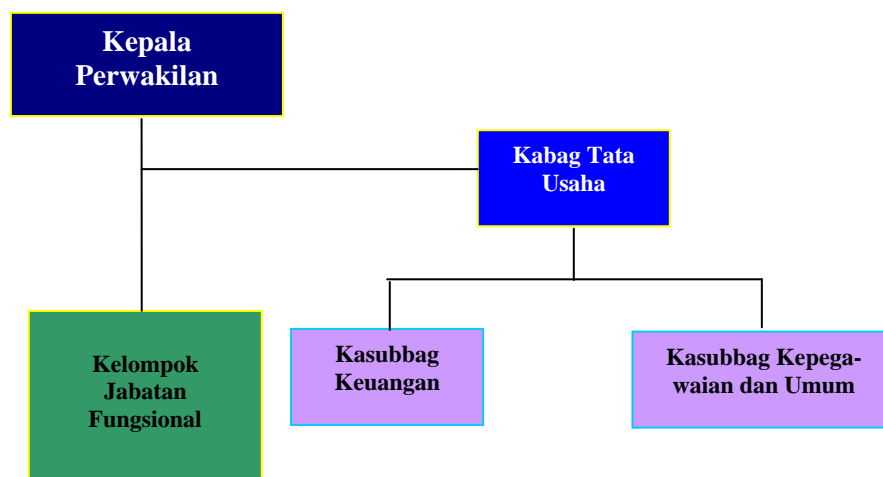 Kepala
Perwakilan
Kabag Tata
Usaha
Kelompok
Jabatan
Fungsional
Kasubbag
Keuangan
Kasubbag Kepega-
waian dan Umum